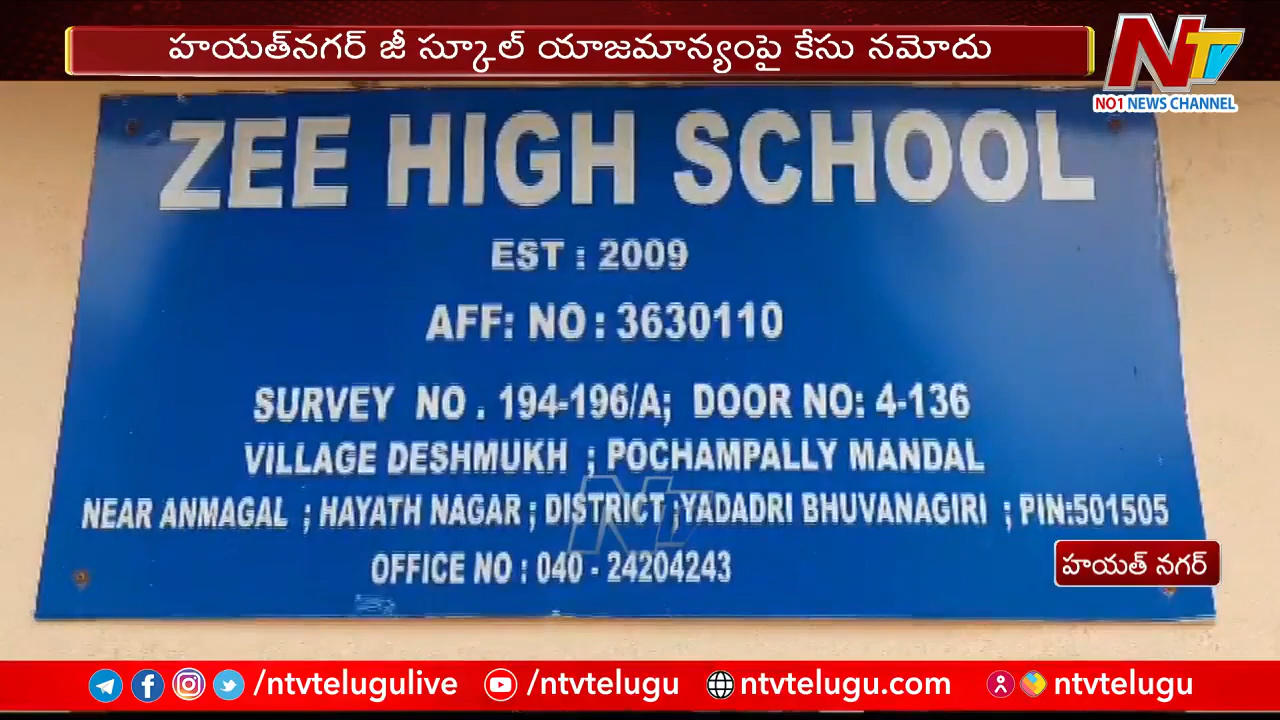 హయత్‌నగర్ జీ స్కూల్ యాజమాన్యంపై కేసు నమోదు
NTV
NO1 NEWS CHANNEL
ZEE HIGH SCHOOL
EST : 2009
AFF: NO : 3630110
SURVEY NO . 194-196/A; DOOR NO: 4-136
VILLAGE DESHMUKH ; POCHAMPALLY MANDAL
NEAR ANMAGAL ; HAYATH NAGAR ; DISTRICT ;YADADRI BHUVANAGIRI ; PIN:501505
NTV
OFFICE NO : 040 - 24204243
హయత్ నగర్
/ntvtelugulive /ntvtelugu ntvtelugu.com ntvtelugu